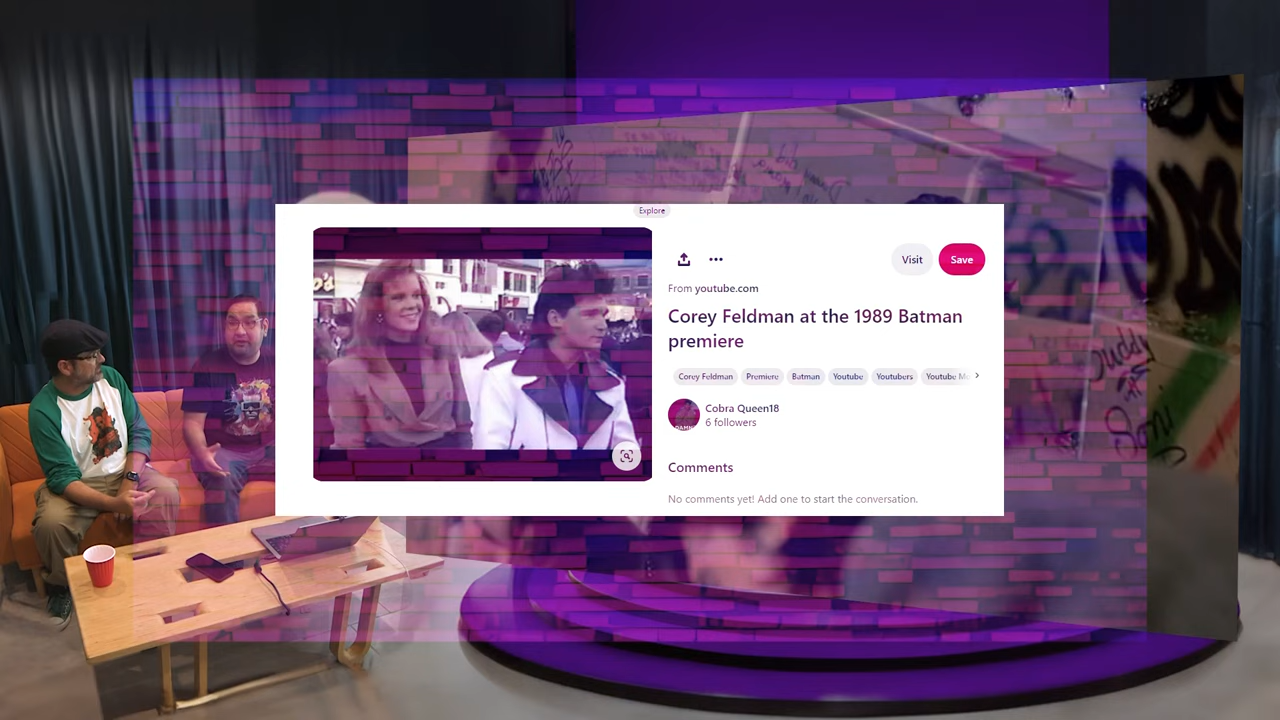 Explore
Visit
Save
From youtube.com
Corey Feldman at the 1989 Batman
premiere
Corey Feldman
Premiere
Batman
Youtube
Youtubers
Youtube
Cobra Queen18
6 followers
Comments
No comments yet! Add one to start the conversation.